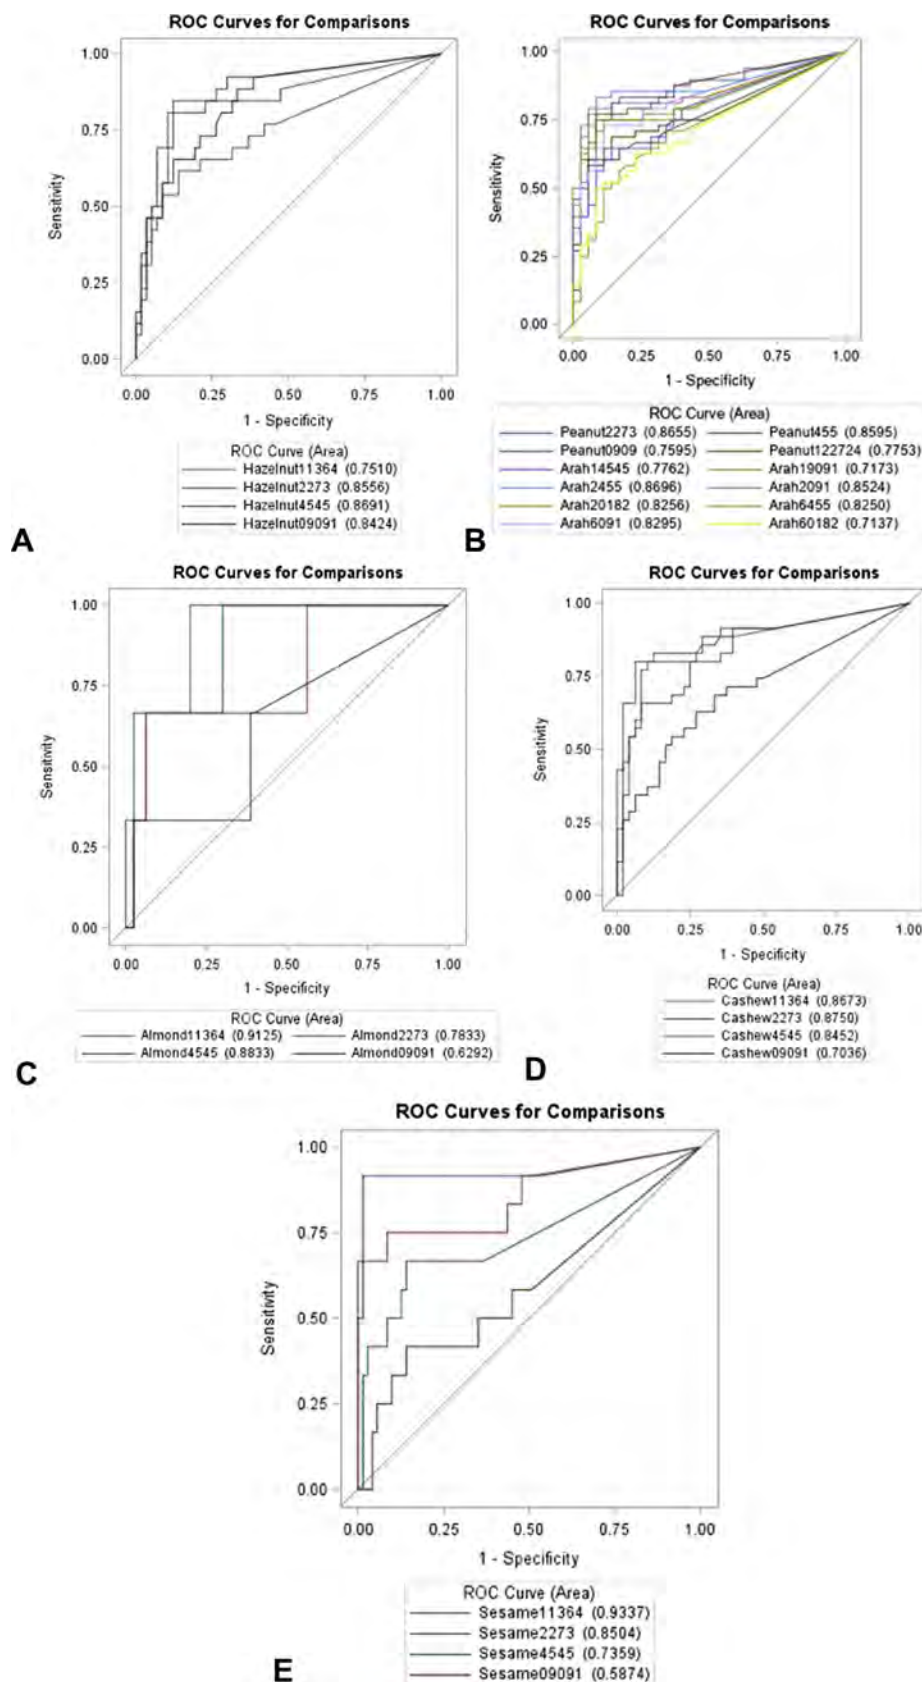 ROC Curves for Comparisons
1.00
0.75
0.50
0.25
0.00
Sensitivity
0.00 0.25 0.50 0.75 1.00
1 - Specificity
ROC Curve (Area)
Hazelnut11364 (0.7510)
Hazelnut2273 (0.8556)
Hazelnut4545 (0.8691)
Hazelnut09091 (0.8424)
A
ROC Curves for Comparisons
1.00
0.75
0.50
0.25
0.00
Sensitivity
0.00 0.25 0.50 0.75 1.00
1 - Specificity
ROC Curve (Area)
Peanut2273 (0.8655) Peanut455 (0.8595)
Peanut0909 (0.7595) Peanut122724 (0.7753)
Arah14545 (0.7762) Arah19091 (0.7173)
Arah2455 (0.8696) Arah2091 (0.8524)
Arah20182 (0.8256) Arah6455 (0.8250)
Arah6091 (0.8295) Arah60182 (0.7137)
B
ROC Curves for Comparisons
1.00
0.75
0.50
0.25
0.00
Sensitivity
0.00 0.25 0.50 0.75 1.00
1 - Specificity
ROC Curve (Area)
Almond11364 (0.9125) Almond2273 (0.7833)
Almond4545 (0.8833) Almond09091 (0.6292)
C
ROC Curves for Comparisons
1.00
0.75
0.50
0.25
0.00
Sensitivity
0.00 0.25 0.50 0.75 1.00
1 - Specificity
ROC Curve (Area)
Cashew11364 (0.8673)
Cashew2273 (0.8750)
Cashew4545 (0.8452)
Cashew09091 (0.7036)
D
ROC Curves for Comparisons
1.00
0.75
0.50
0.25
0.00
Sensitivity
0.00 0.25 0.50 0.75 1.00
1 - Specificity
ROC Curve (Area)
Sesame11364 (0.9337)
Sesame2273 (0.8504)
Sesame4545 (0.7359)
Sesame09091 (0.5874)
E